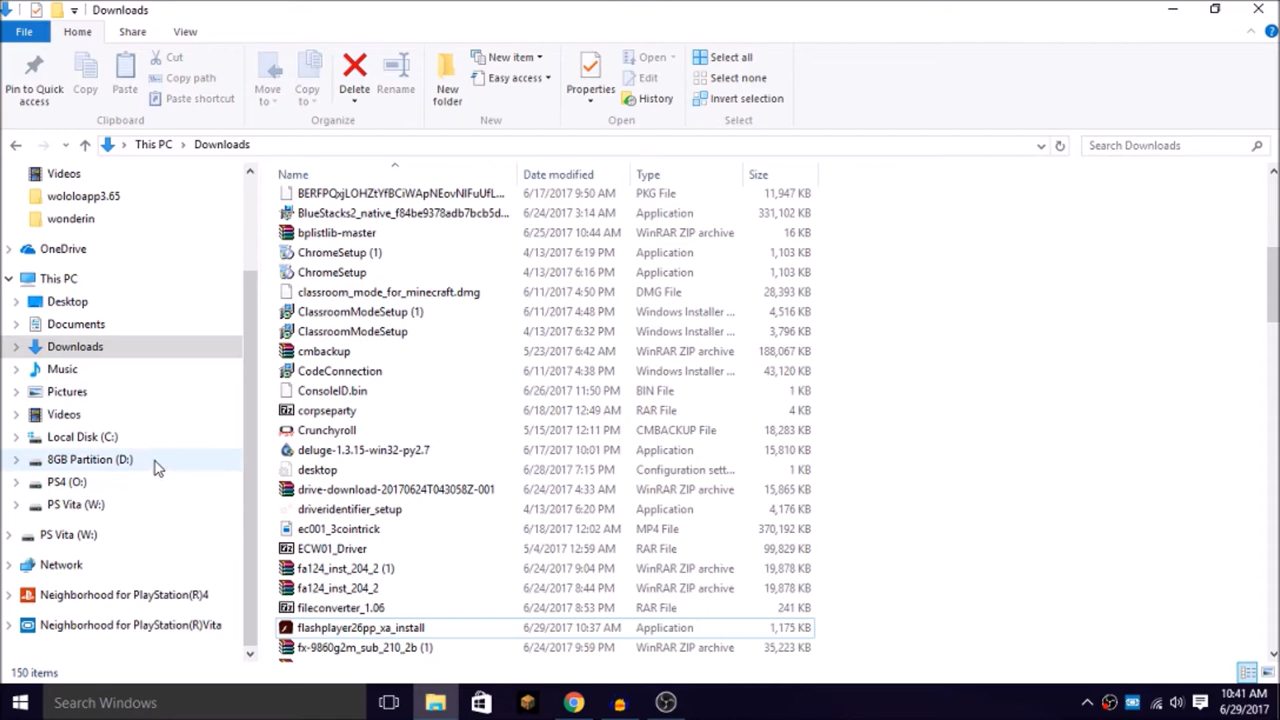 Downloads
File Home Share View
Pin to Quick access
Copy
Paste
Cut
Copy path
Paste shortcut
Clipboard
Move to
Copy to
Delete
Rename
Organize
New folder
New item
Easy access
New
Properties
Open
Edit
History
Open
Select all
Select none
Invert selection
Select
This PC Downloads
Search Downloads
Videos
wololoapp3.65
wonderin
OneDrive
This PC
Desktop
Documents
Downloads
Music
Pictures
Videos
Local Disk (C:)
8GB Partition (D:)
PS4 (O:)
PS Vita (W:)
PS Vita (W:)
Network
Neighborhood for PlayStation(R)4
Neighborhood for PlayStation(R)Vita
Name Date modified Type Size
BERFPQxjLOHZtYfBCiWApNEovNIFuUfL... 6/17/2017 9:50 AM PKG File 11,947 KB
BlueStacks2_native_f84be9378adb7bcb5d... 6/24/2017 3:14 AM Application 331,102 KB
bplistlib-master 6/25/2017 10:44 AM WinRAR ZIP archive 16 KB
ChromeSetup (1) 4/13/2017 6:19 PM Application 1,103 KB
ChromeSetup 4/13/2017 6:16 PM Application 1,103 KB
classroom_mode_for_minecraft.dmg 6/11/2017 4:50 PM DMG File 28,393 KB
ClassroomModeSetup (1) 6/11/2017 4:48 PM Windows Installer ... 4,516 KB
ClassroomModeSetup 4/13/2017 6:32 PM Windows Installer ... 3,796 KB
cmbackup 5/23/2017 6:42 AM WinRAR ZIP archive 188,067 KB
CodeConnection 6/11/2017 4:38 PM Windows Installer ... 43,120 KB
ConsoleID.bin 6/26/2017 11:50 PM BIN File 1 KB
corpseparty 6/18/2017 12:49 AM RAR File 4 KB
Crunchyroll 5/15/2017 12:11 PM CMBACKUP File 18,283 KB
deluge-1.3.15-win32-py2.7 6/17/2017 10:01 PM Application 15,810 KB
desktop 6/28/2017 7:15 PM Configuration sett... 1 KB
drive-download-20170624T043058Z-001 6/24/2017 4:33 AM WinRAR ZIP archive 15,865 KB
driveridentifier_setup 4/13/2017 6:20 PM Application 4,176 KB
ec001_3cointrick 6/18/2017 12:02 AM MP4 File 370,192 KB
ECW01_Driver 5/4/2017 12:59 AM RAR File 99,829 KB
fa124_inst_204_2 (1) 6/24/2017 9:04 PM WinRAR ZIP archive 19,878 KB
fa124_inst_204_2 6/24/2017 8:44 PM WinRAR ZIP archive 19,878 KB
fileconverter_1.06 6/24/2017 8:53 PM RAR File 241 KB
flashplayer26pp_xa_install 6/29/2017 10:37 AM Application 1,175 KB
fx-9860g2m_sub_210_2b (1) 6/24/2017 9:59 PM WinRAR ZIP archive 35,223 KB
150 items
Search Windows
10:41 AM
6/29/2017